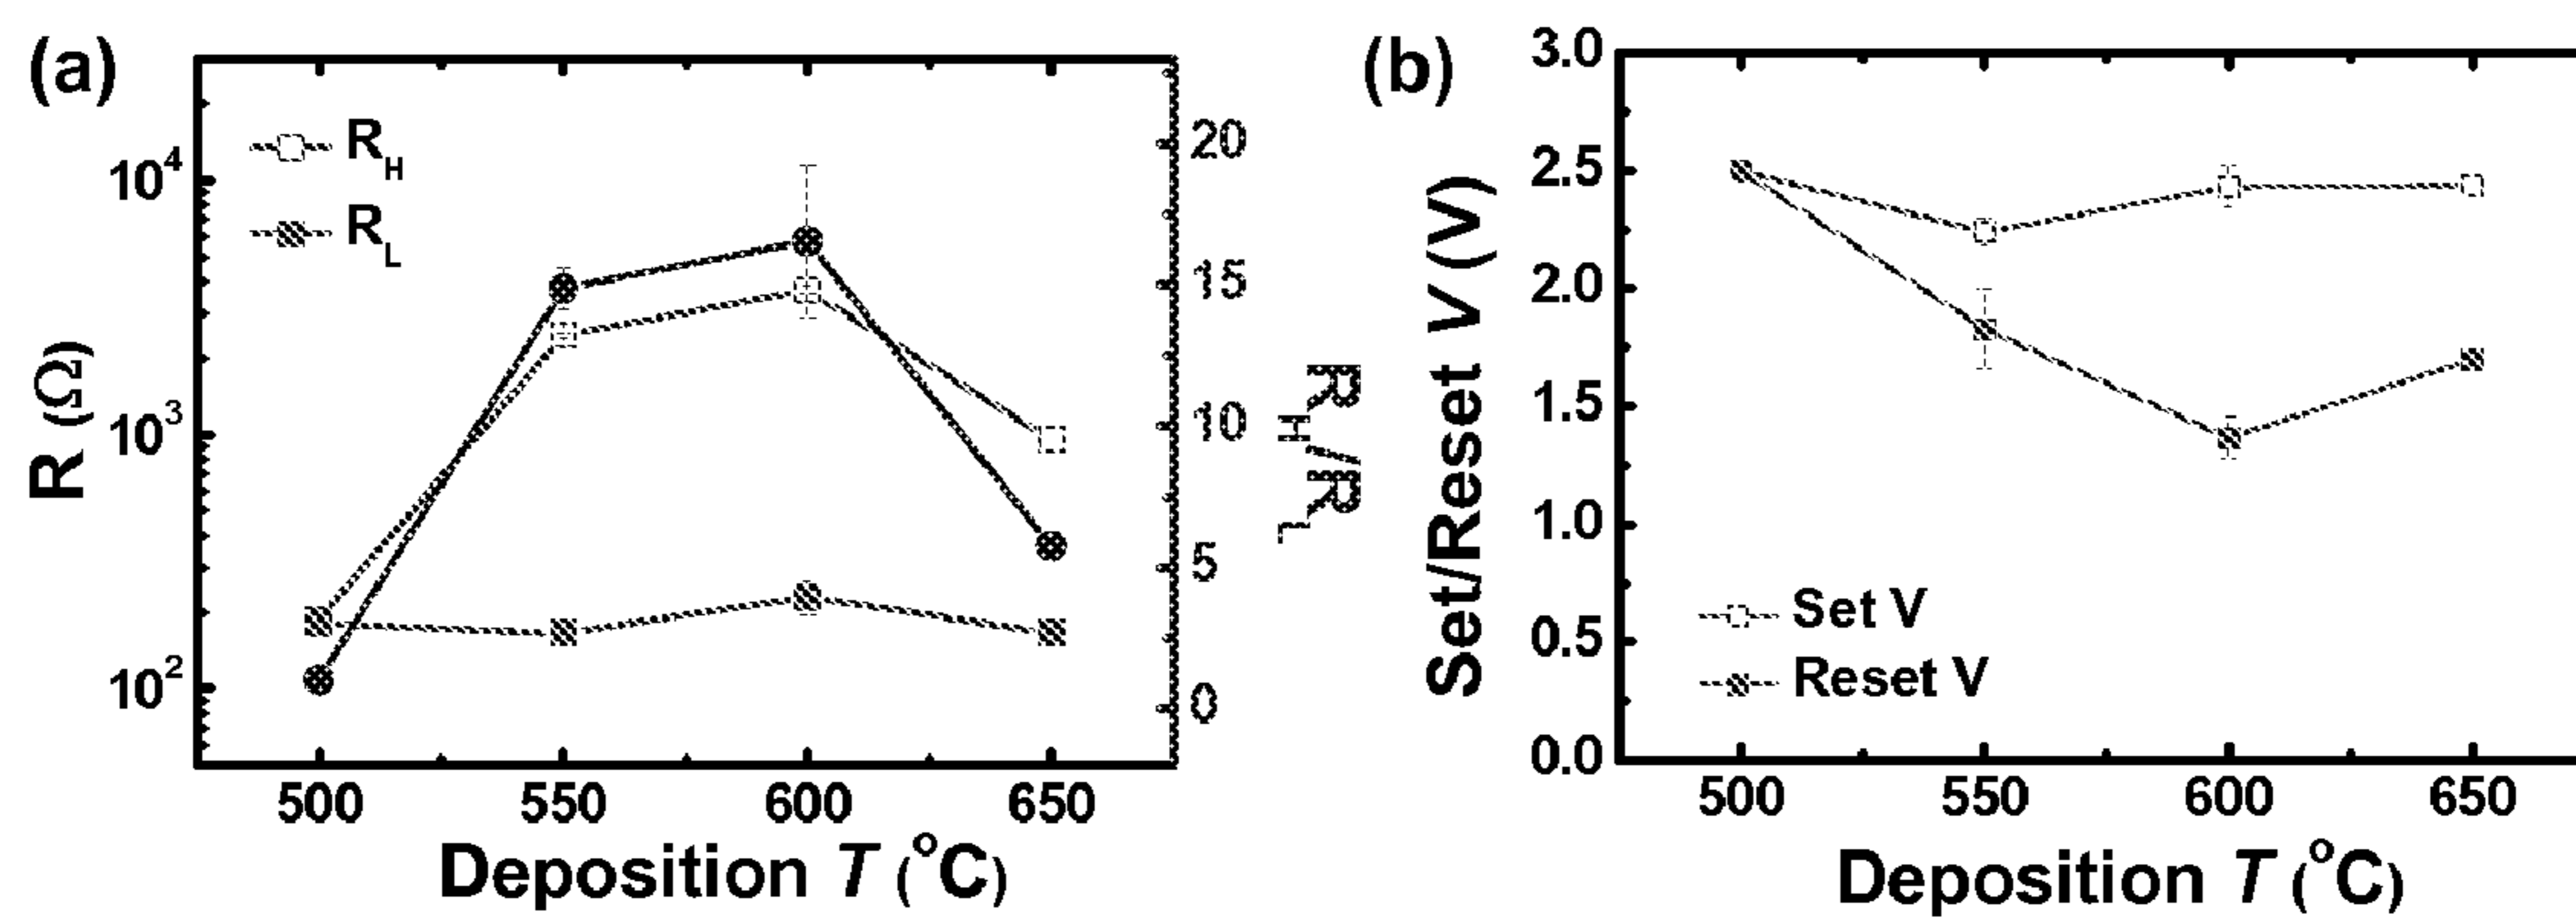 (a)
R_H
R_L
R (Ω)
10^4
10^3
10^2
20
15
10
5
0
R_H/R_L
500 550 600 650
Deposition T (°C)
(b)
Set/Reset V (V)
3.0
2.5
2.0
1.5
1.0
0.5
0.0
Set V
Reset V
500 550 600 650
Deposition T (°C)